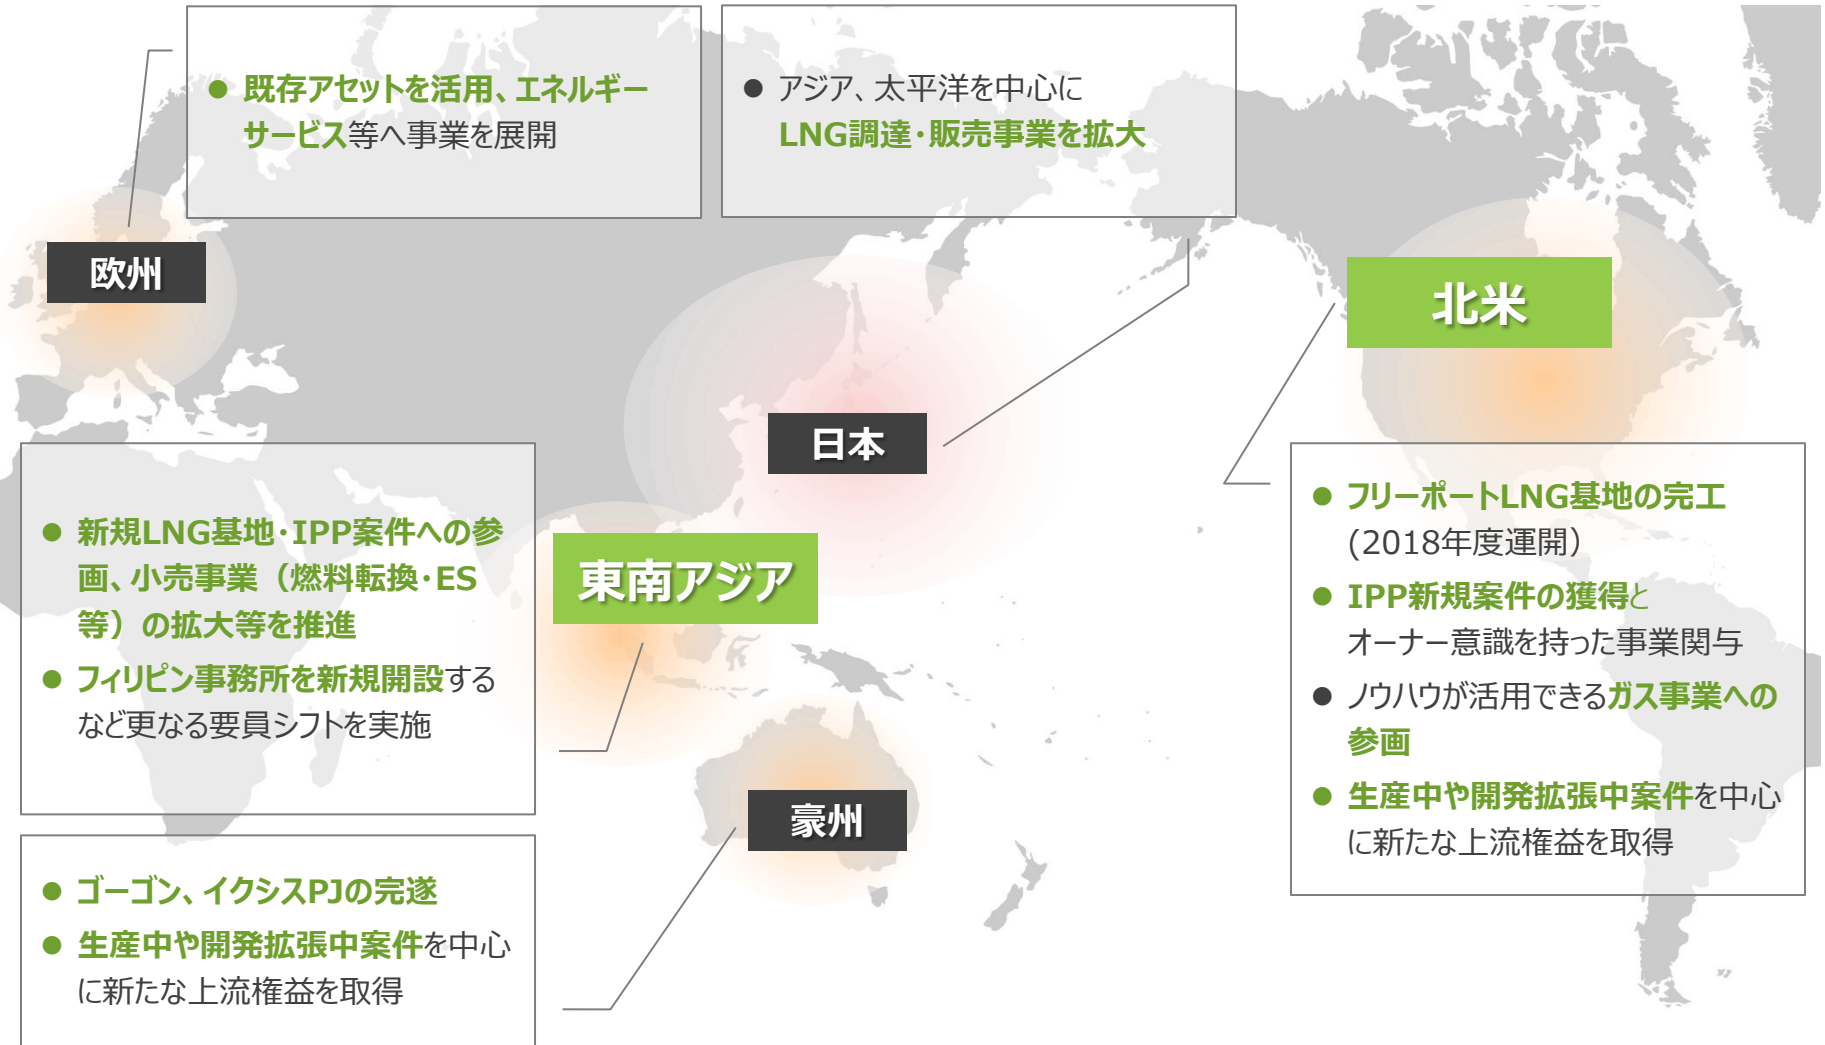 ● 既存アセットを活用、エネルギー
サービス等へ事業を展開
● アジア、太平洋を中心に
LNG調達・販売事業を拡大
欧州
北米
日本
東南アジア
豪州
● 新規LNG基地・IPP案件への参
画、小売事業（燃料転換・ES
等）の拡大等を推進
● フィリピン事務所を新規開設する
など更なる要員シフトを実施
● フリーポートLNG基地の完工
(2018年度運開）
● IPP新規案件の獲得と
オーナー意識を持った事業関与
● ノウハウが活用できるガス事業への
参画
● 生産中や開発拡張中案件を中心
に新たな上流権益を取得
● ゴーゴン、イクシスPJの完遂
● 生産中や開発拡張中案件を中心
に新たな上流権益を取得